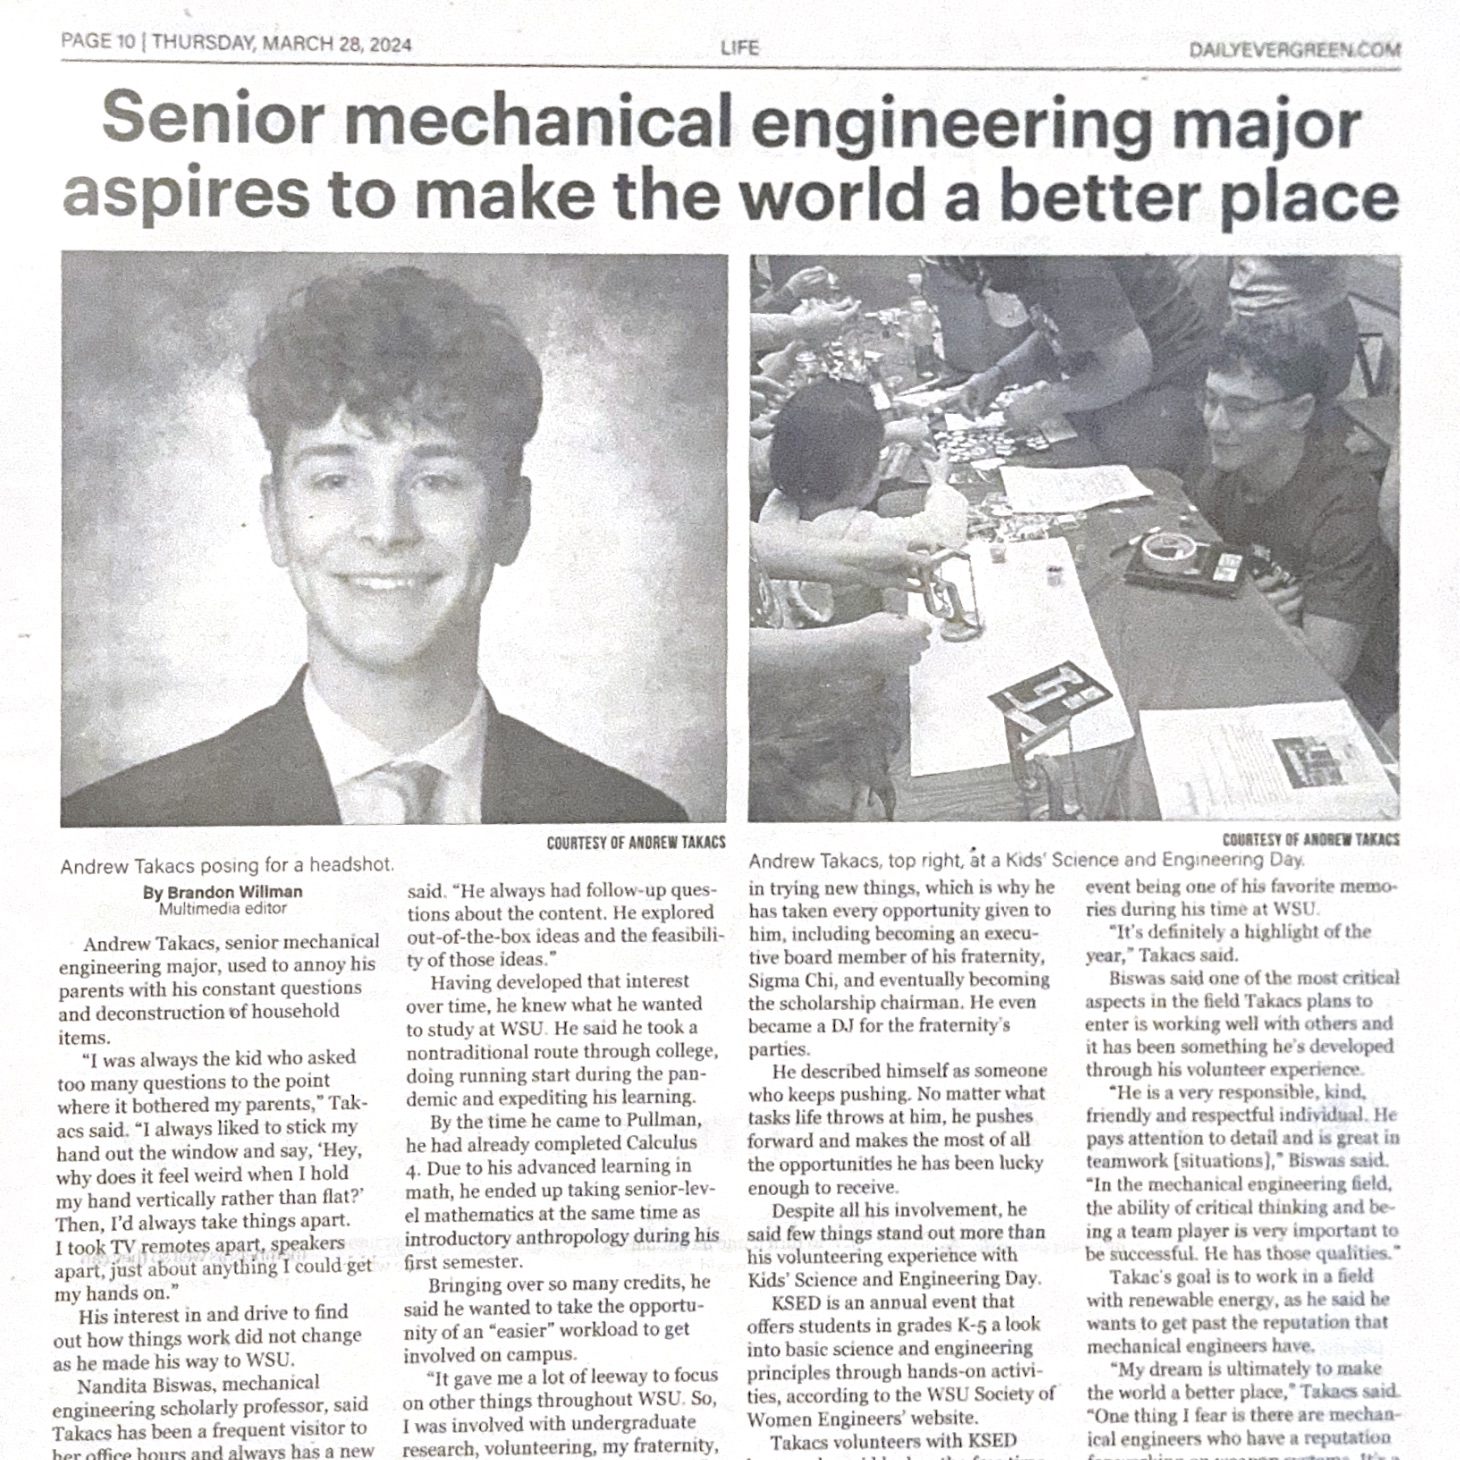 PAGE 10 | THURSDAY, MARCH 28, 2024
LIFE
DAILYEVERGREEN.COM
Senior mechanical engineering major
aspires to make the world a better place
COURTESY OF ANDREW TAKACS
Andrew Takacs posing for a headshot.
COURTESY OF ANDREW TAKACS
Andrew Takacs, top right, at a Kids' Science and Engineering Day.
By Brandon Willman
Multimedia editor
Andrew Takacs, senior mechanical
engineering major, used to annoy his
parents with his constant questions
and deconstruction of household
items.
“I was always the kid who asked
too many questions to the point
where it bothered my parents,” Tak-
acs said. “I always liked to stick my
hand out the window and say, ‘Hey,
why does it feel weird when I hold
my hand vertically rather than flat?’
Then, I’d always take things apart.
I took TV remotes apart, speakers
apart, just about anything I could get
my hands on.”
His interest in and drive to find
out how things work did not change
as he made his way to WSU.
Nandita Biswas, mechanical
engineering scholarly professor, said
Takacs has been a frequent visitor to
her office hours and always has a new
said. “He always had follow-up ques-
tions about the content. He explored
out-of-the-box ideas and the feasibili-
ty of those ideas.”
Having developed that interest
over time, he knew what he wanted
to study at WSU. He said he took a
nontraditional route through college,
doing running start during the pan-
demic and expediting his learning.
By the time he came to Pullman,
he had already completed Calculus
4. Due to his advanced learning in
math, he ended up taking senior-lev-
el mathematics at the same time as
introductory anthropology during his
first semester.
Bringing over so many credits, he
said he wanted to take the opportu-
nity of an “easier” workload to get
involved on campus.
“It gave me a lot of leeway to focus
on other things throughout WSU. So,
I was involved with undergraduate
research, volunteering, my fraternity,
in trying new things, which is why he
has taken every opportunity given to
him, including becoming an execu-
tive board member of his fraternity,
Sigma Chi, and eventually becoming
the scholarship chairman. He even
became a DJ for the fraternity’s
parties.
He described himself as someone
who keeps pushing. No matter what
tasks life throws at him, he pushes
forward and makes the most of all
the opportunities he has been lucky
enough to receive.
Despite all his involvement, he
said few things stand out more than
his volunteering experience with
Kids’ Science and Engineering Day.
KSED is an annual event that
offers students in grades K-5 a look
into basic science and engineering
principles through hands-on activi-
ties, according to the WSU Society of
Women Engineers’ website.
Takacs volunteers with KSED
event being one of his favorite memo-
ries during his time at WSU.
“It’s definitely a highlight of the
year,” Takacs said.
Biswas said one of the most critical
aspects in the field Takacs plans to
enter is working well with others and
it has been something he’s developed
through his volunteer experience.
“He is a very responsible, kind,
friendly and respectful individual. He
pays attention to detail and is great in
teamwork [situations],” Biswas said.
“In the mechanical engineering field,
the ability of critical thinking and be-
ing a team player is very important to
be successful. He has those qualities.”
Takac’s goal is to work in a field
with renewable energy, as he said he
wants to get past the reputation that
mechanical engineers have.
“My dream is ultimately to make
the world a better place,” Takacs said.
“One thing I fear is there are mechan-
ical engineers who have a reputation